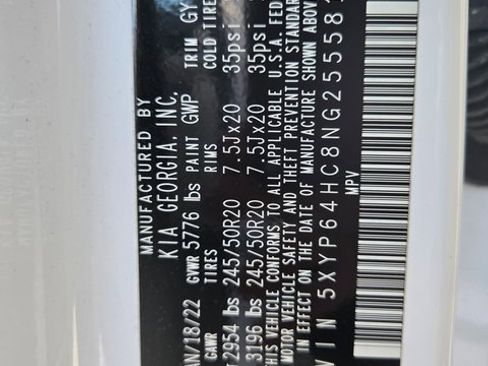 MANUFACTURED BY
KIA GEORGIA, INC.
AN/18/22 GVWR 5776 lbs PAINT GWP TRIM GY
GAWR TIRES RIMS COLD TIRE
2954 lbs 245/50R20 7.5Jx20 35psi
3196 lbs 245/50R20 7.5Jx20 35psi
THIS VEHICLE CONFORMS TO ALL APPLICABLE U.S.A. FED
MOTOR VEHICLE SAFETY AND THEFT PREVENTION STANDAR
IN EFFECT ON THE DATE OF MANUFACTURE SHOWN ABOV
VIN 5XYP64HC8NG25558
MPV